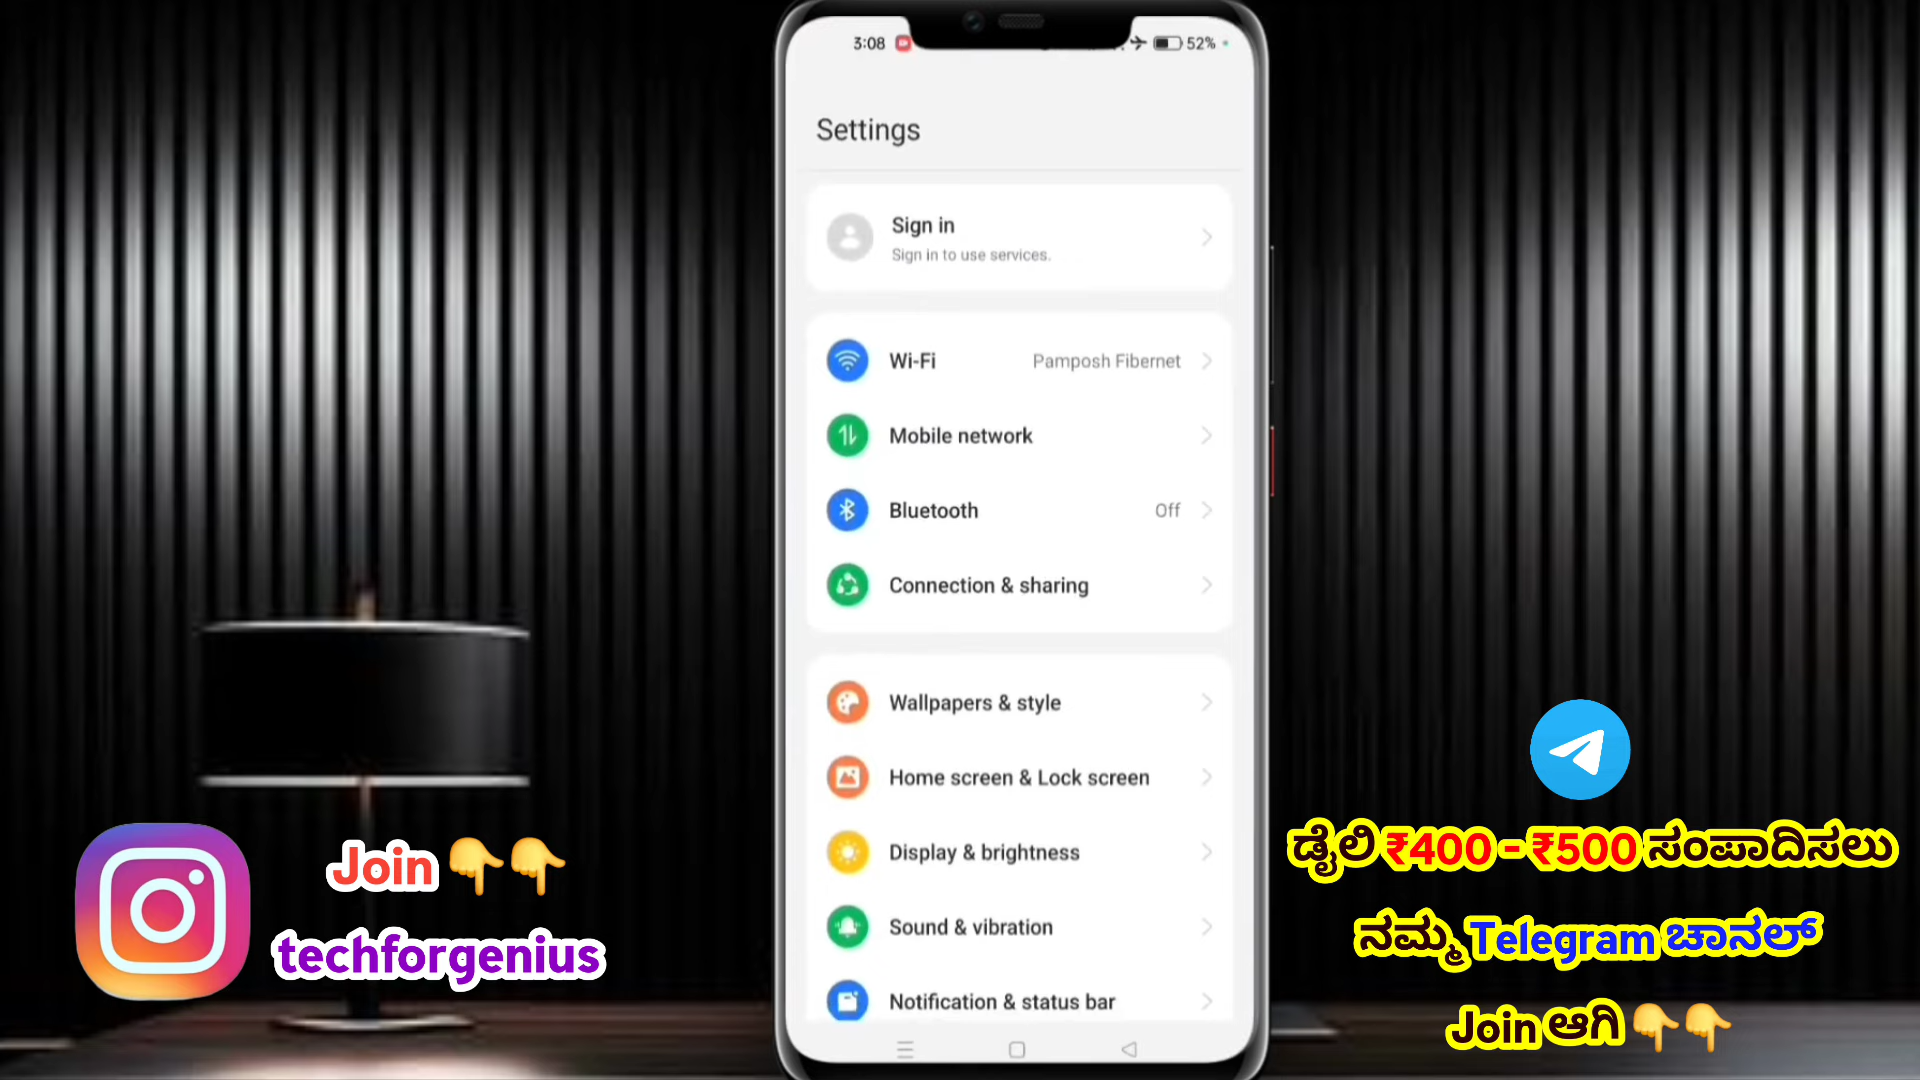 3:08
52%
Settings
Sign in
Sign in to use services.
Wi-Fi
Pamposh Fibernet
Mobile network
Bluetooth
Off
Connection & sharing
Wallpapers & style
Home screen & Lock screen
Display & brightness
Sound & vibration
Notification & status bar
Join 👇👇
techforgenius
ಡೈಲಿ ₹400 - ₹500 ಸಂಪಾದಿಸಲು
ನಮ್ಮ Telegram ಚಾನಲ್
Join ಆಗಿ 👇👇